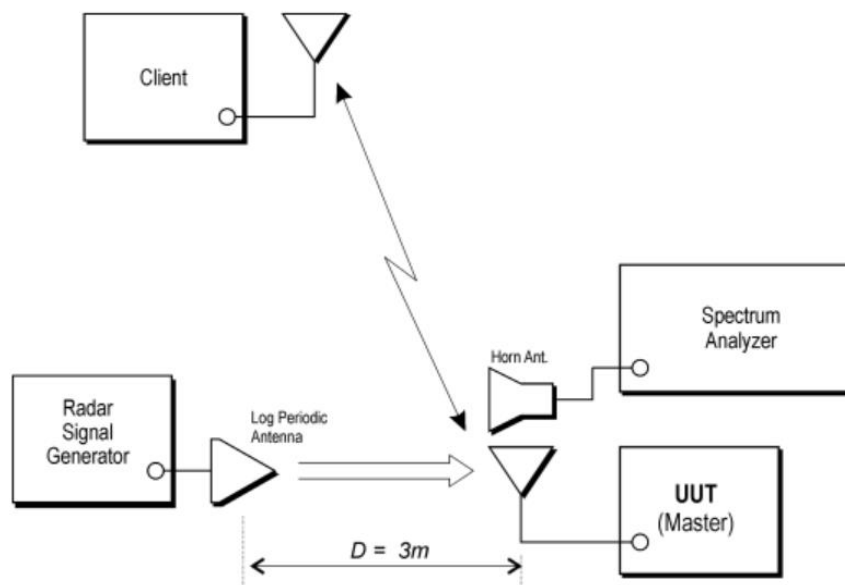 Client
Spectrum
Analyzer
Horn Ant.
Radar
Signal
Generator
Log Periodic
Antenna
UUT
(Master)
D = 3m